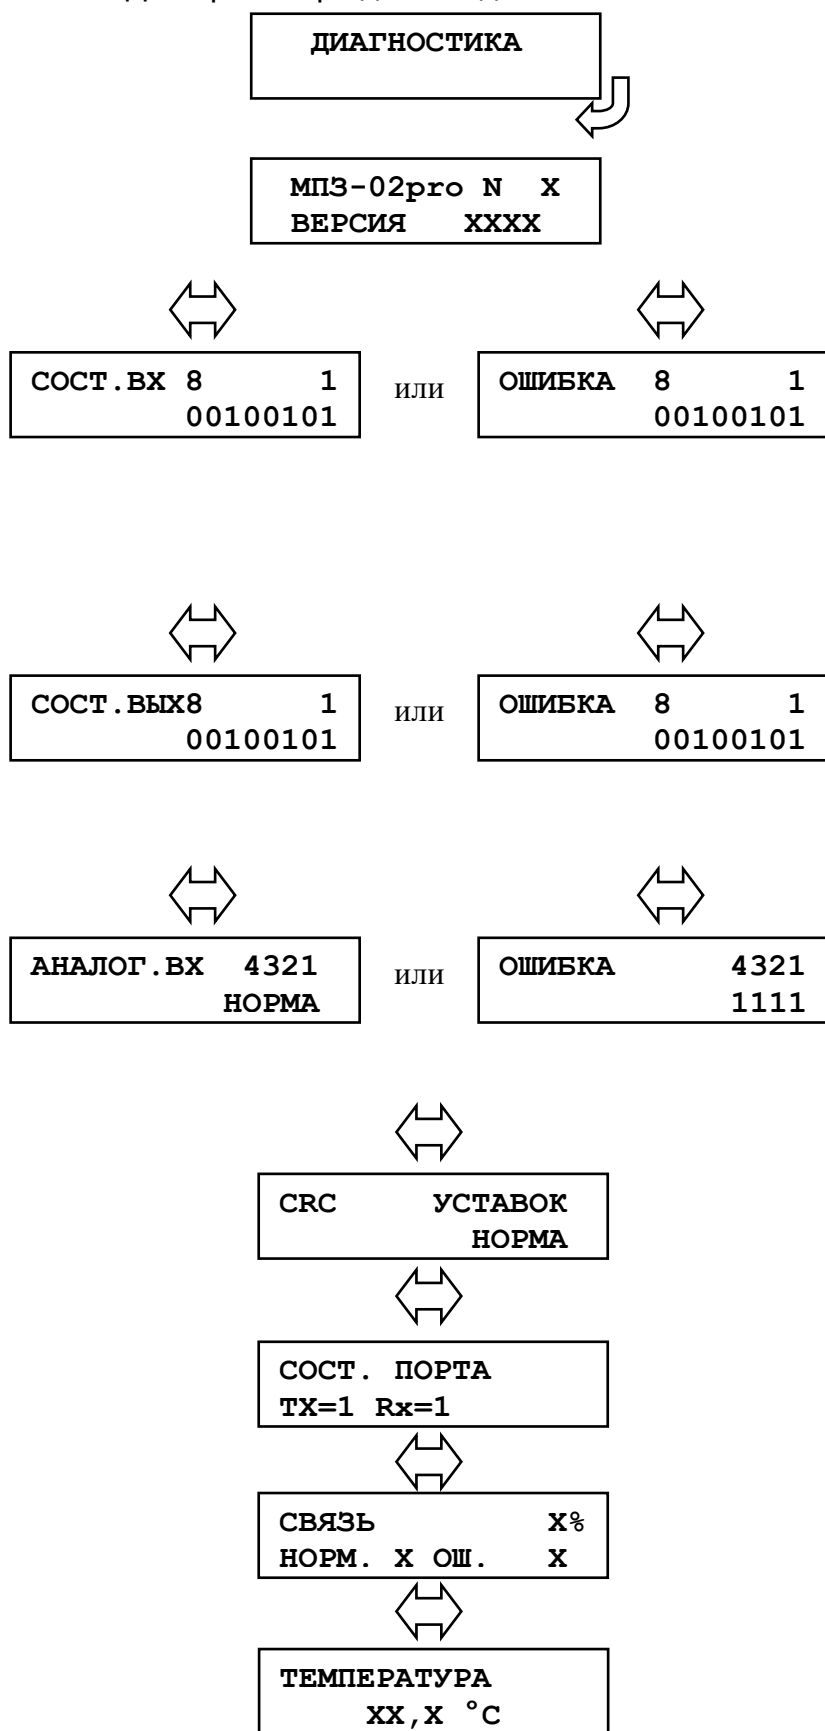 ДИАГНОСТИКА
МПЗ-02pro N X
ВЕРСИЯ XXXX
СОСТ.ВХ 8 1
00100101
или
ОШИБКА 8 1
00100101
СОСТ.ВЫХ8 1
00100101
или
ОШИБКА 8 1
00100101
АНАЛОГ.ВХ 4321
НОРМА
или
ОШИБКА 4321
1111
CRC УСТАВОК
НОРМА
СОСТ. ПОРТА
TX=1 Rx=1
СВЯЗЬ X%
НОРМ. X ОШ. X
ТЕМПЕРАТУРА
XX,X °C